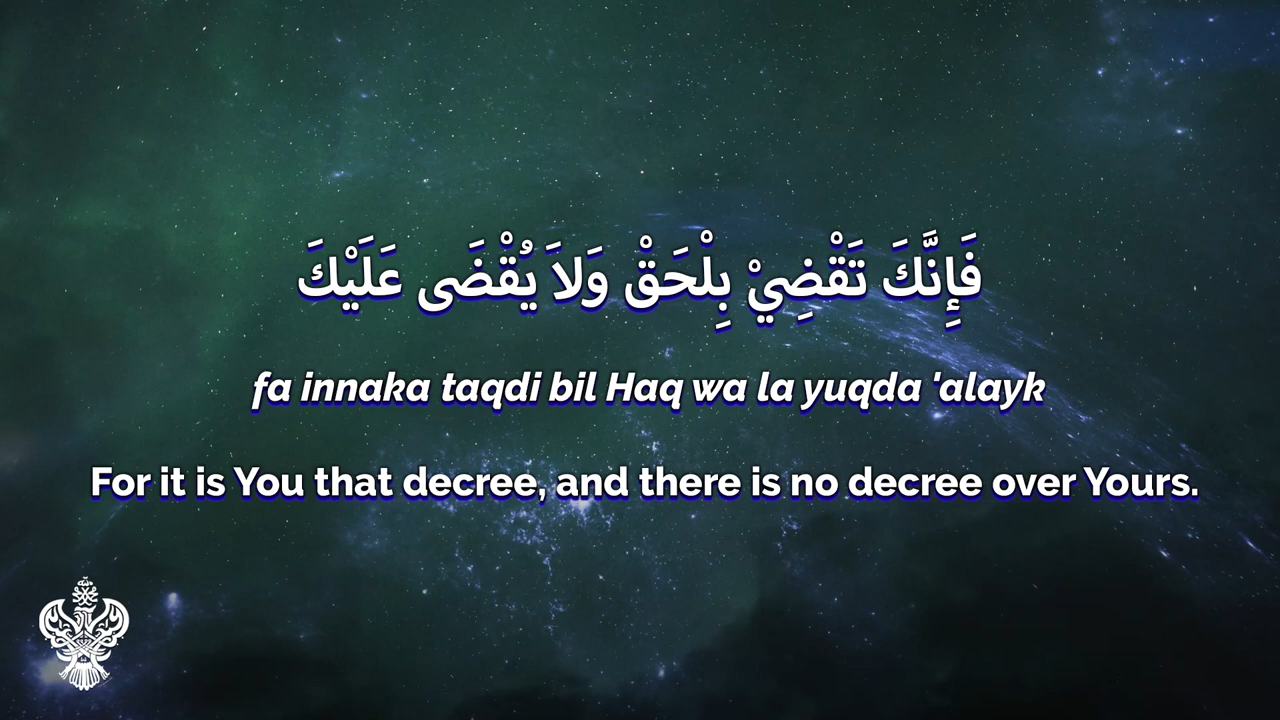 فَإِنَّكَ تَقْضِيْ بِلْحَقْ وَلاَ يُقْضَى عَلَيْكَ
fa innaka taqdi bil Haq wa la yuqda 'alayk
For it is You that decree, and there is no decree over Yours.